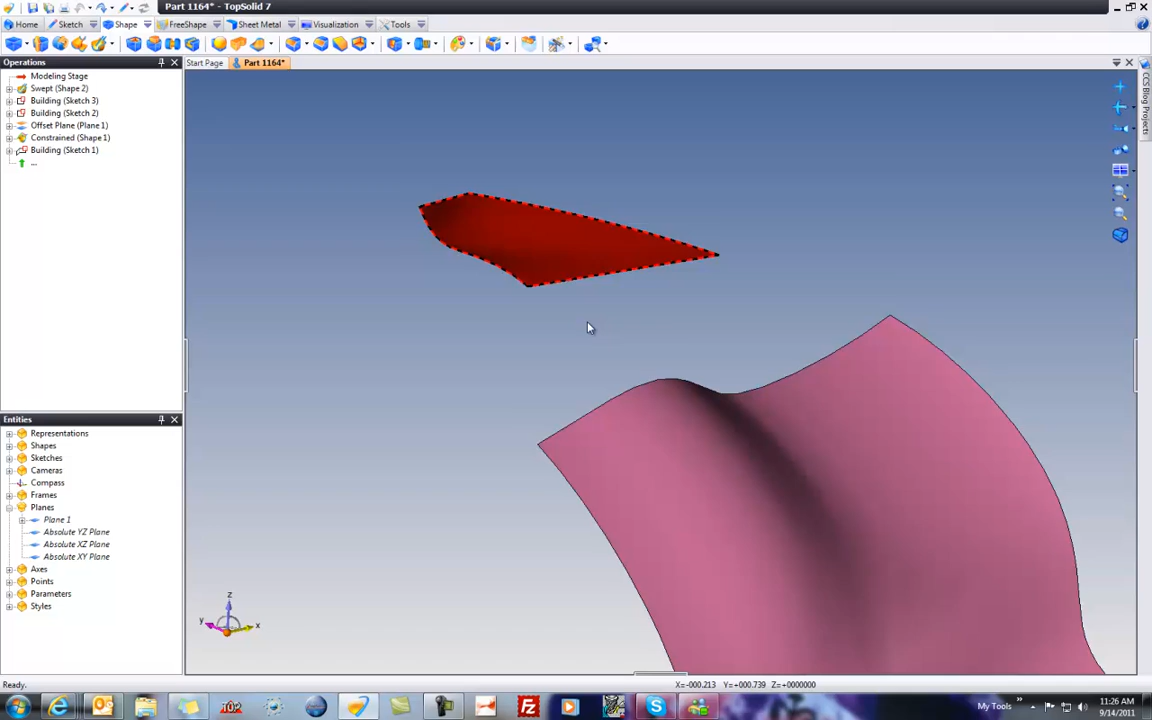 Part 1164* - TopSolid 7
Home Sketch Shape FreeShape Sheet Metal Visualization Tools
Operations
Start Page Part 1164*
Modeling Stage
Swept (Shape 2)
Building (Sketch 3)
Building (Sketch 2)
Offset Plane (Plane 1)
Constrained (Shape 1)
Building (Sketch 1)
...
CCSBlog Projects
Entities
Representations
Shapes
Sketches
Cameras
Compass
Frames
Planes
Plane 1
Absolute YZ Plane
Absolute XZ Plane
Absolute XY Plane
Axes
Points
Parameters
Styles
z
y
x
Ready.
X=-000.213 Y=+000.739 Z=+0000000
My Tools
11:26 AM
9/14/2011